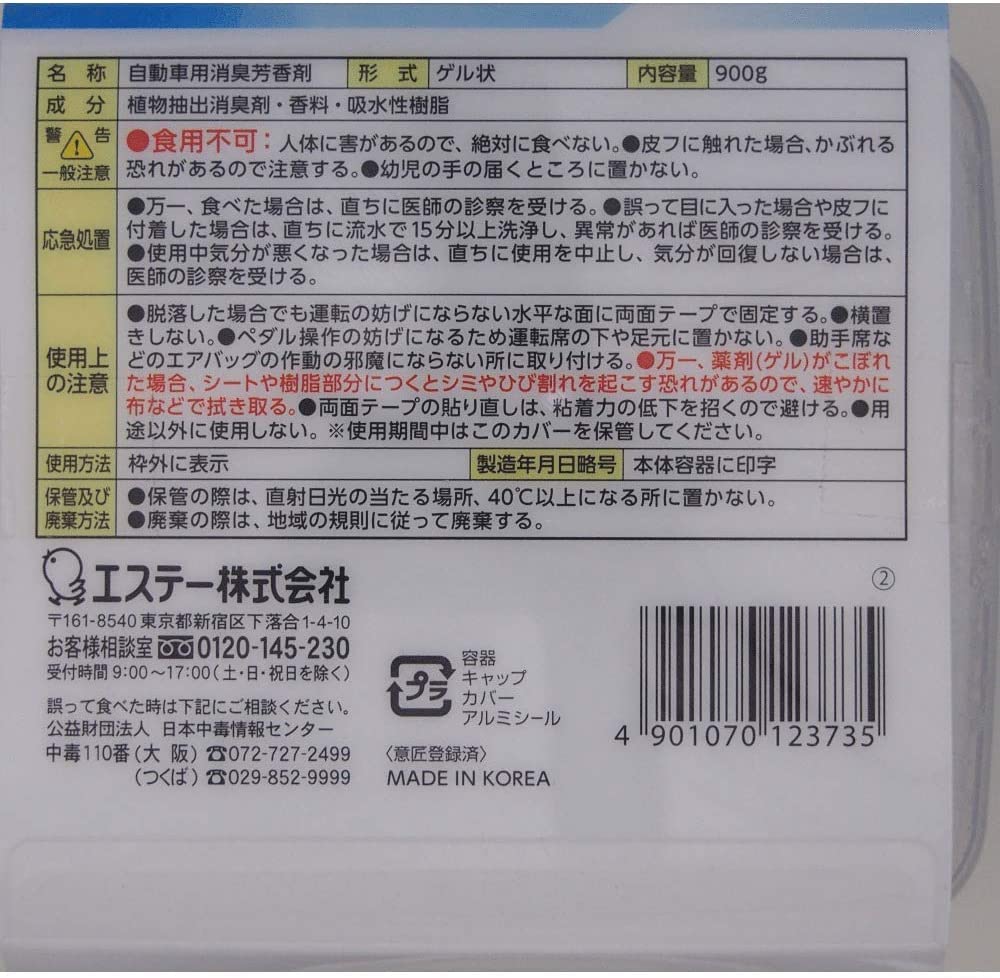 名 称 自動車用消臭芳香剤 形 式 ゲル状 内容量 900g
成 分 植物抽出消臭剤・香料・吸水性樹脂
警 告
一般注意
●食用不可：人体に害があるので、絶対に食べない。●皮フに触れた場合、かぶれる
恐れがあるので注意する。●幼児の手の届くところに置かない。
応急処置
●万一、食べた場合は、直ちに医師の診察を受ける。●誤って目に入った場合や皮フに
付着した場合は、直ちに流水で15分以上洗浄し、異常があれば医師の診察を受ける。
●使用中気分が悪くなった場合は、直ちに使用を中止し、気分が回復しない場合は、
医師の診察を受ける。
使用上
の注意
●脱落した場合でも運転の妨げにならない水平な面に両面テープで固定する。●横置
きしない。●ペダル操作の妨げになるため運転席の下や足元に置かない。●助手席な
どのエアバッグの作動の邪魔にならない所に取り付ける。●万一、薬剤(ゲル)がこぼれ
た場合、シートや樹脂部分につくとシミやひび割れを起こす恐れがあるので、速やかに
布などで拭き取る。●両面テープの貼り直しは、粘着力の低下を招くので避ける。●用
途以外に使用しない。※使用期間中はこのカバーを保管してください。
使用方法 枠外に表示 製造年月日略号 本体容器に印字
保管及び
廃棄方法
●保管の際は、直射日光の当たる場所、40℃以上になる所に置かない。
●廃棄の際は、地域の規則に従って廃棄する。
エステー株式会社
〒161-8540 東京都新宿区下落合1-4-10
お客様相談室 0120-145-230
受付時間 9:00～17:00(土・日・祝日を除く)
誤って食べた時は下記にご相談ください。
公益財団法人 日本中毒情報センター
中毒110番(大 阪)☎072-727-2499
(つくば)☎029-852-9999
プラ
容器
キャップ
カバー
アルミシール
〈意匠登録済〉
MADE IN KOREA
②
4 901070 123735